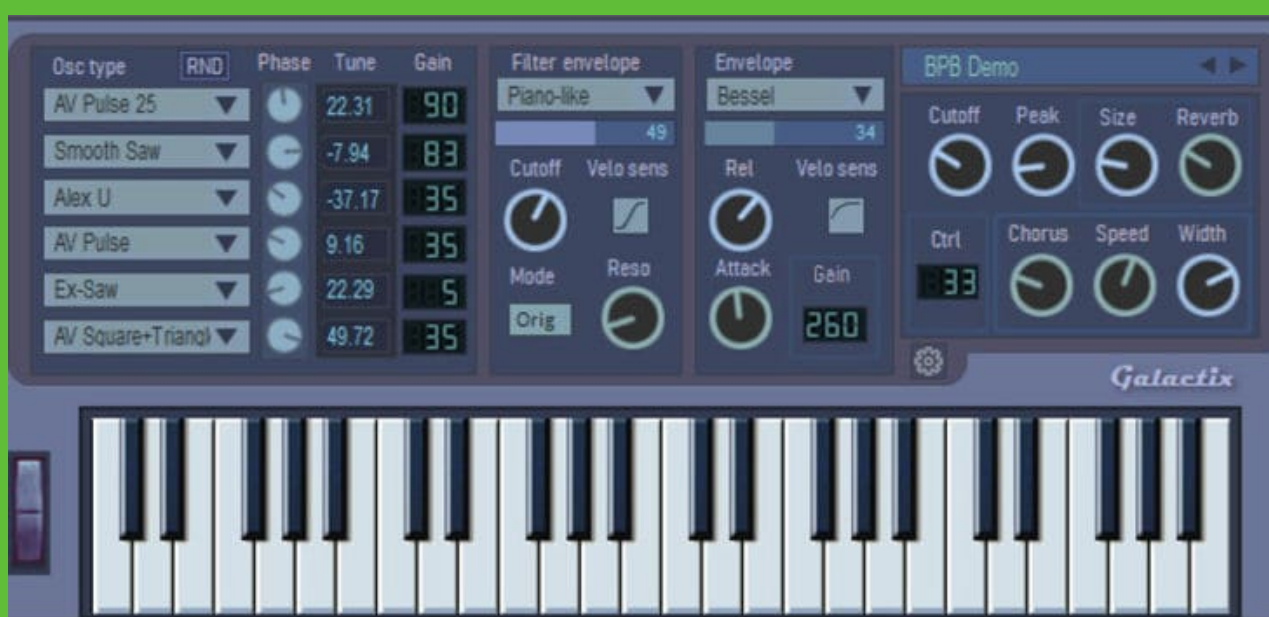 Osc type RND Phase Tune Gain
AV Pulse 25 22.31 90
Smooth Saw -7.94 83
Alex U -37.17 35
AV Pulse 9.16 35
Ex-Saw 22.29 5
AV Square+Triangl 49.72 35
Filter envelope
Piano-like
49
Cutoff Velo sens
Mode Reso
Orig
Envelope
Bessel
34
Rel Velo sens
Attack Gain
260
BPB Demo
Cutoff Peak Size Reverb
Ctrl Chorus Speed Width
33
Galactix